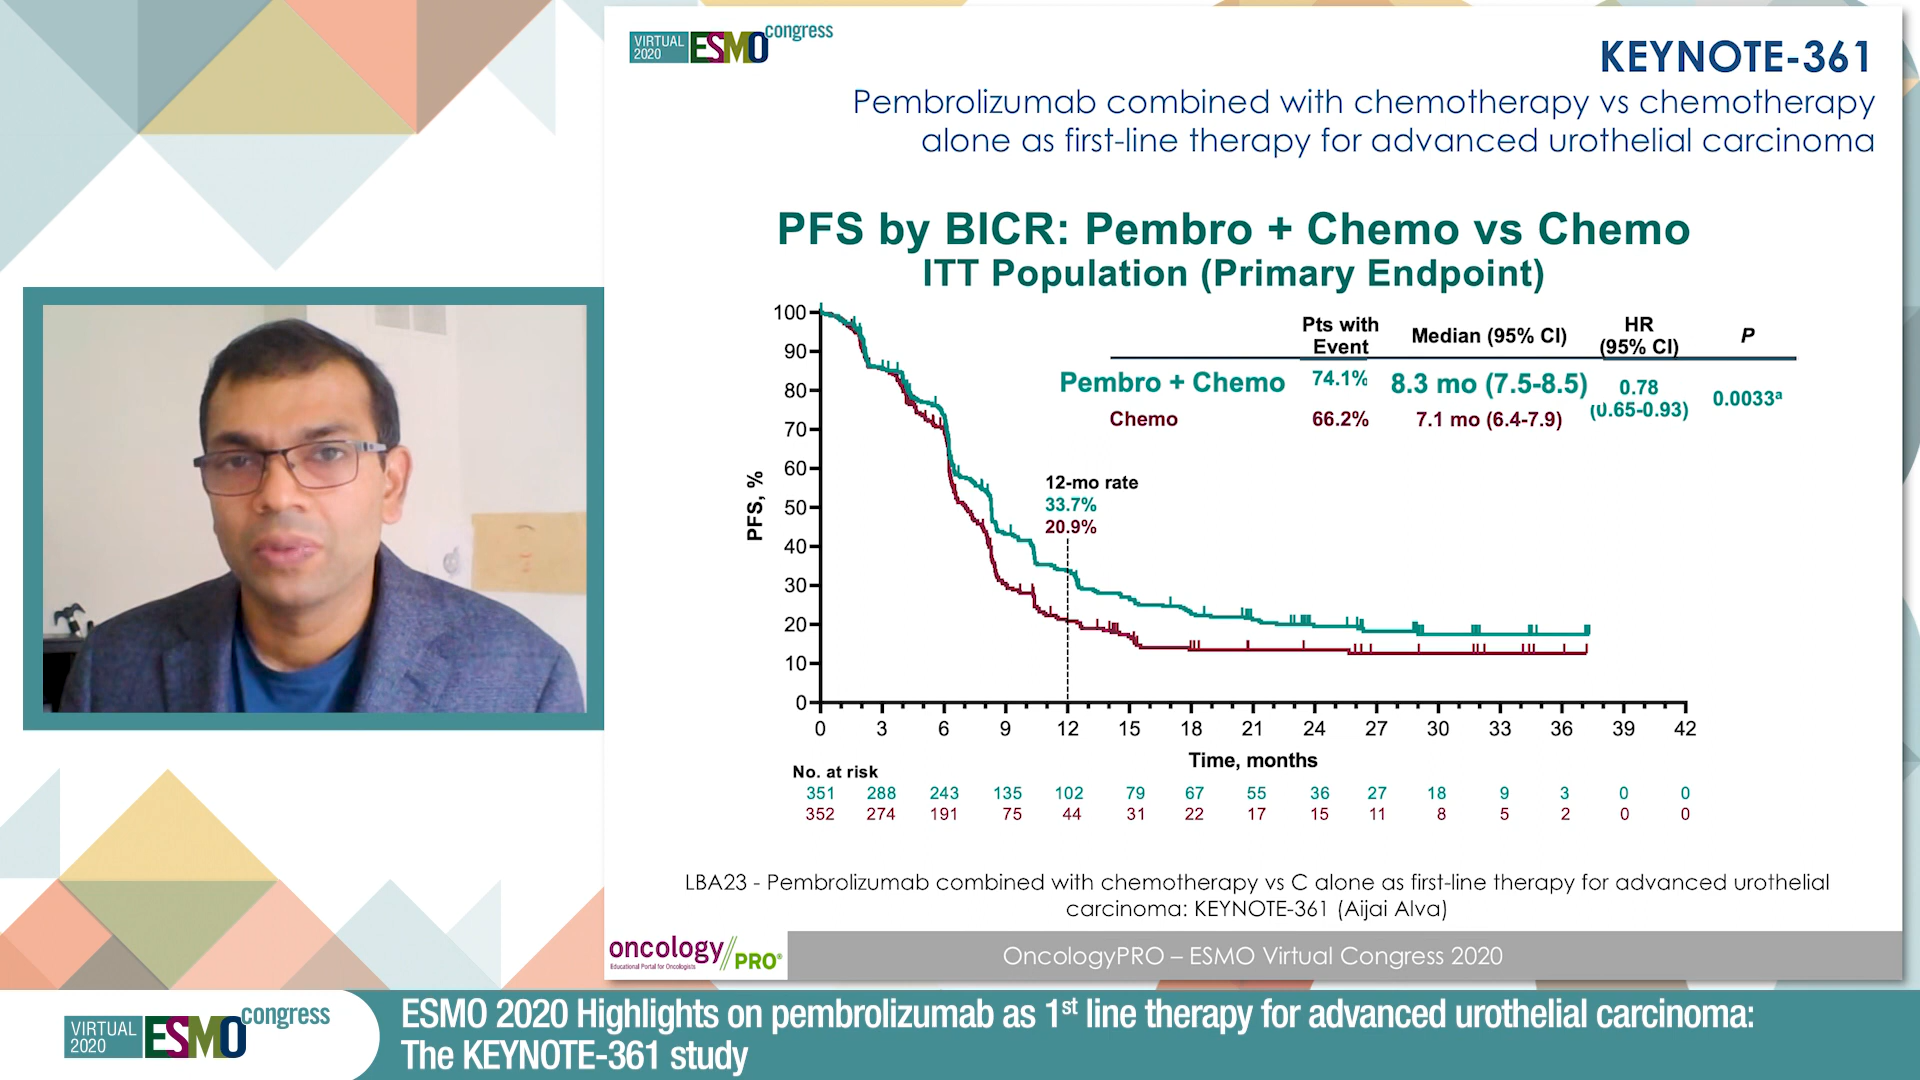 VIRTUAL 2020 ESMO congress
KEYNOTE-361
Pembrolizumab combined with chemotherapy vs chemotherapy
alone as first-line therapy for advanced urothelial carcinoma
PFS by BICR: Pembro + Chemo vs Chemo
ITT Population (Primary Endpoint)
Pts with Event Median (95% CI) HR (95% CI) P
Pembro + Chemo 74.1% 8.3 mo (7.5-8.5) 0.78 (0.65-0.93) 0.0033a
Chemo 66.2% 7.1 mo (6.4-7.9)
12-mo rate
33.7%
20.9%
PFS, %
100
90
80
70
60
50
40
30
20
10
0
0 3 6 9 12 15 18 21 24 27 30 33 36 39 42
Time, months
No. at risk
351 288 243 135 102 79 67 55 36 27 18 9 3 0 0
352 274 191 75 44 31 22 17 15 11 8 5 2 0 0
LBA23 - Pembrolizumab combined with chemotherapy vs C alone as first-line therapy for advanced urothelial
carcinoma: KEYNOTE-361 (Aijai Alva)
oncology//PRO®
Educational Portal for Oncologists
OncologyPRO – ESMO Virtual Congress 2020
VIRTUAL 2020 ESMO congress
ESMO 2020 Highlights on pembrolizumab as 1st line therapy for advanced urothelial carcinoma:
The KEYNOTE-361 study